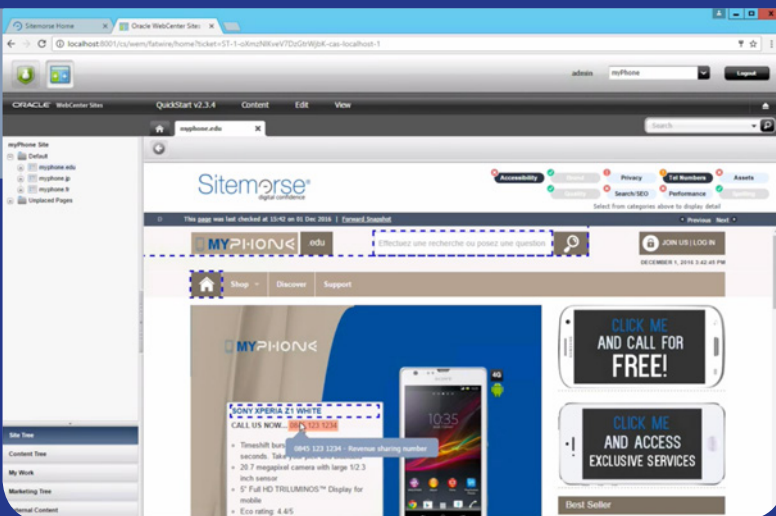 Sitemorse Home
Oracle WebCenter Sites
localhost:8001/cs/wem/fatwire/home?ticket=ST-1-oXmzNlKveV7DzGtrWjbK-cas-localhost-1
admin
myPhone
Logout
ORACLE WebCenter Sites
QuickStart v2.3.4
Content
Edit
View
myphone.edu
Search
myPhone Site
Default
myphone.edu
myphone.jp
myphone.fr
Unplaced Pages
Sitemorse®
digital confidence
Accessibility
Privacy
Tel Numbers
Assets
Search/SEO
Performance
Select from categories above to display detail
This page was last checked at 15:42 on 01 Dec 2016 | Forward Snapshot
Previous Next
MYPHONE .edu
Effectuez une recherche ou posez une question
JOIN US | LOG IN
DECEMBER 1, 2016 3:42:45 PM
Shop
Discover
Support
MYPHONE
SONY XPERIA Z1 WHITE
CALL US NOW... 0845 123 1234
0845 123 1234 - Revenue sharing number
Timeshift
seconds. Take
20.7 megapixel camera with large 1/2.3
inch sensor
5" Full HD TRILUMINOS™ Display for
mobile
Eco rating: 4.4/5
SONY
10:35
4G
CLICK ME
AND CALL FOR
FREE!
CLICK ME
AND ACCESS
EXCLUSIVE SERVICES
Best Seller
Site Tree
Content Tree
My Work
Marketing Tree
External Content